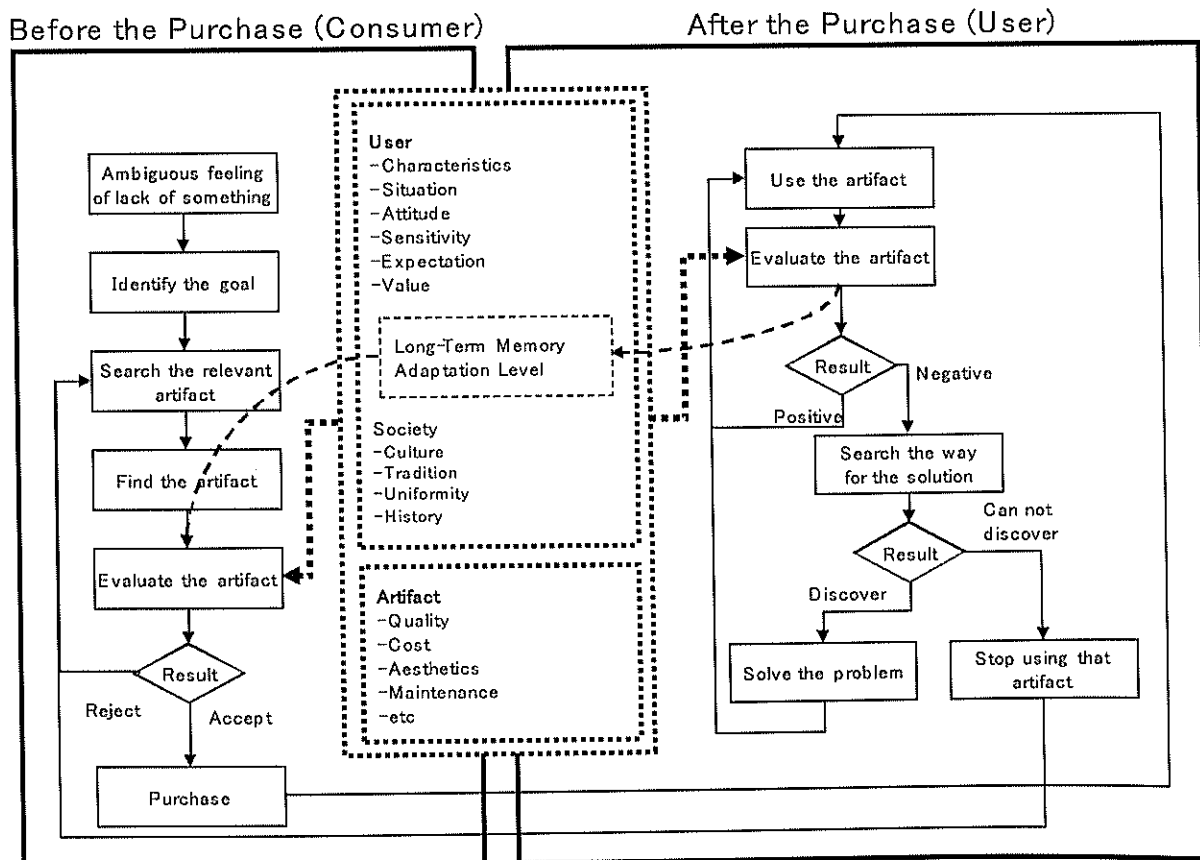 Before the Purchase (Consumer)
After the Purchase (User)
Ambiguous feeling
of lack of something
Identify the goal
Search the relevant
artifact
Find the artifact
Evaluate the artifact
Result
Reject
Accept
Purchase
User
-Characteristics
-Situation
-Attitude
-Sensitivity
-Expectation
-Value
Long-Term Memory
Adaptation Level
Society
-Culture
-Tradition
-Uniformity
-History
Artifact
-Quality
-Cost
-Aesthetics
-Maintenance
-etc
Use the artifact
Evaluate the artifact
Result
Negative
Positive
Search the way
for the solution
Can not
discover
Result
Discover
Solve the problem
Stop using that
artifact